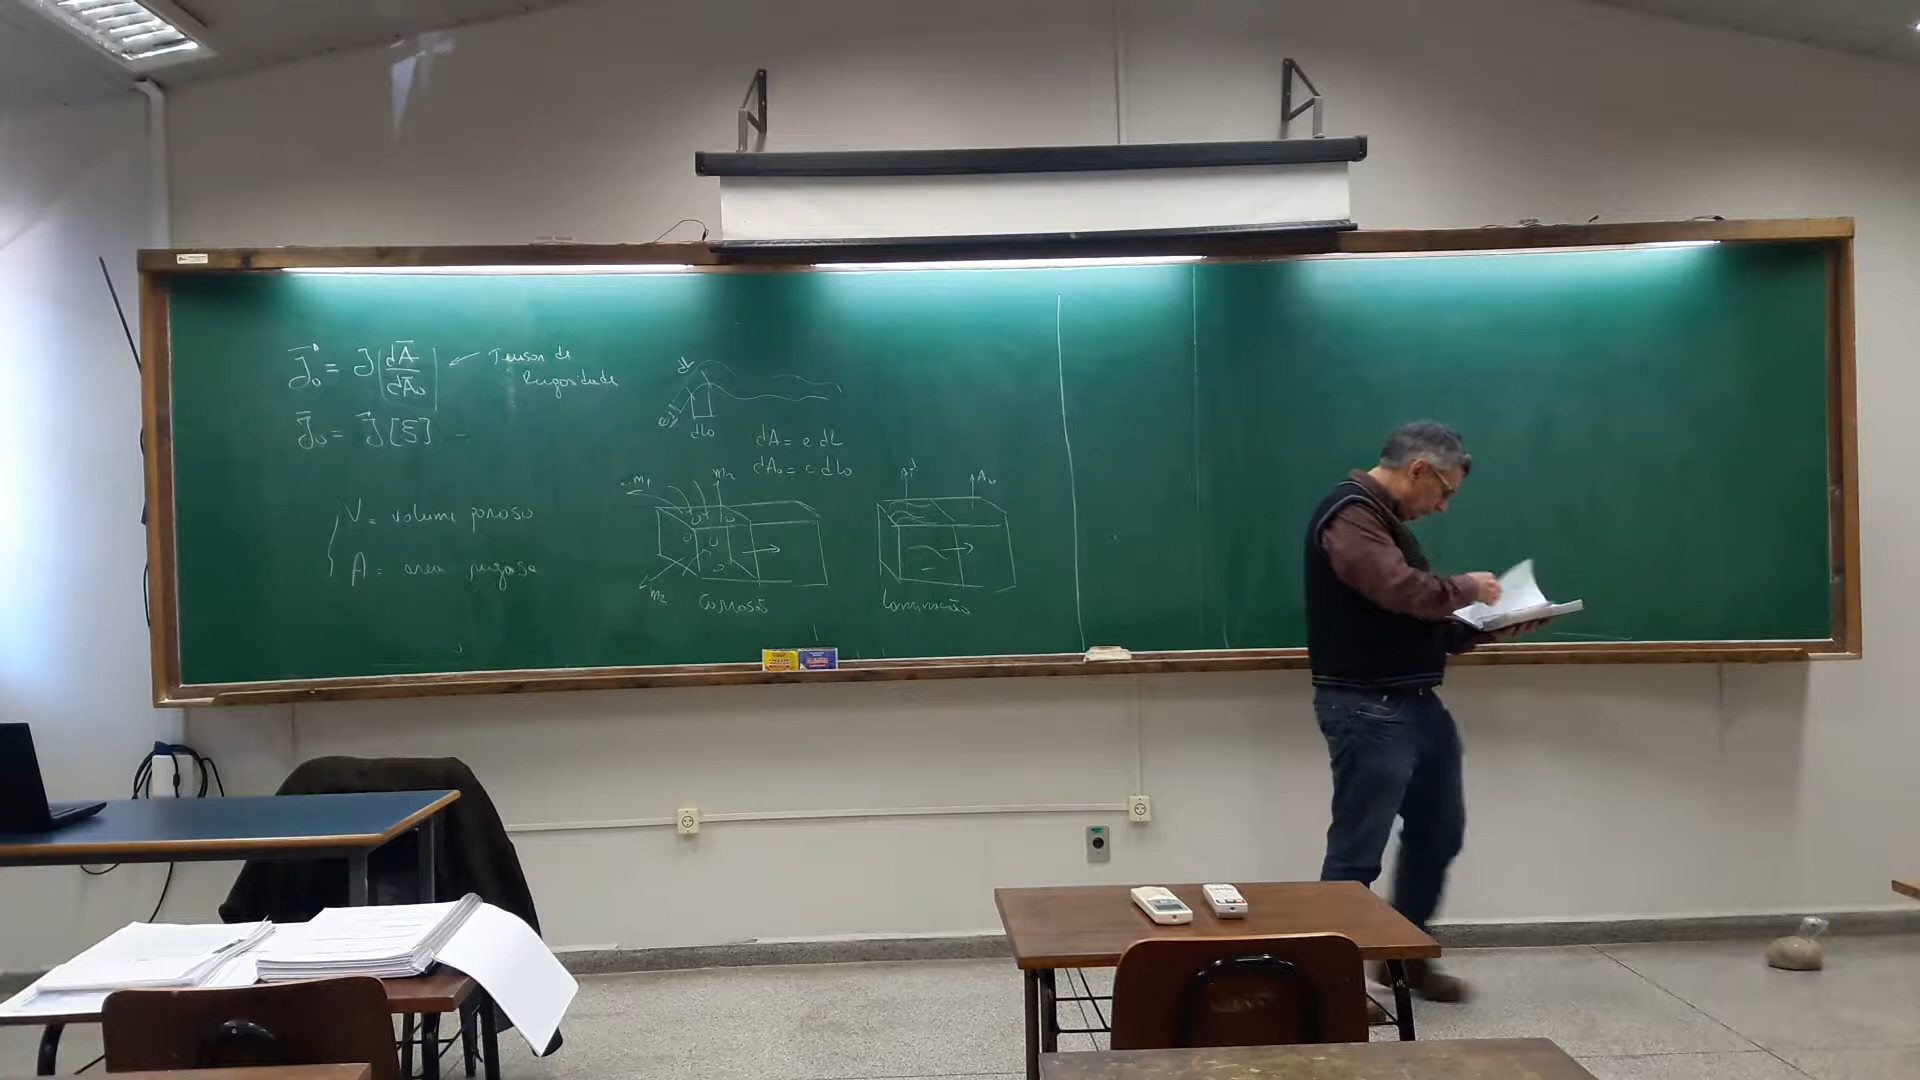 J₀ = J |dA/dA₀| ← Tensor de
Rugosidade
J₀ = J [ξ]
V = volume poroso
A = area rugosa
dL
dL₀
dA = e dL
dA₀ = e dL₀
m₁
m₂
Corrosão
A
A₀
Laminação